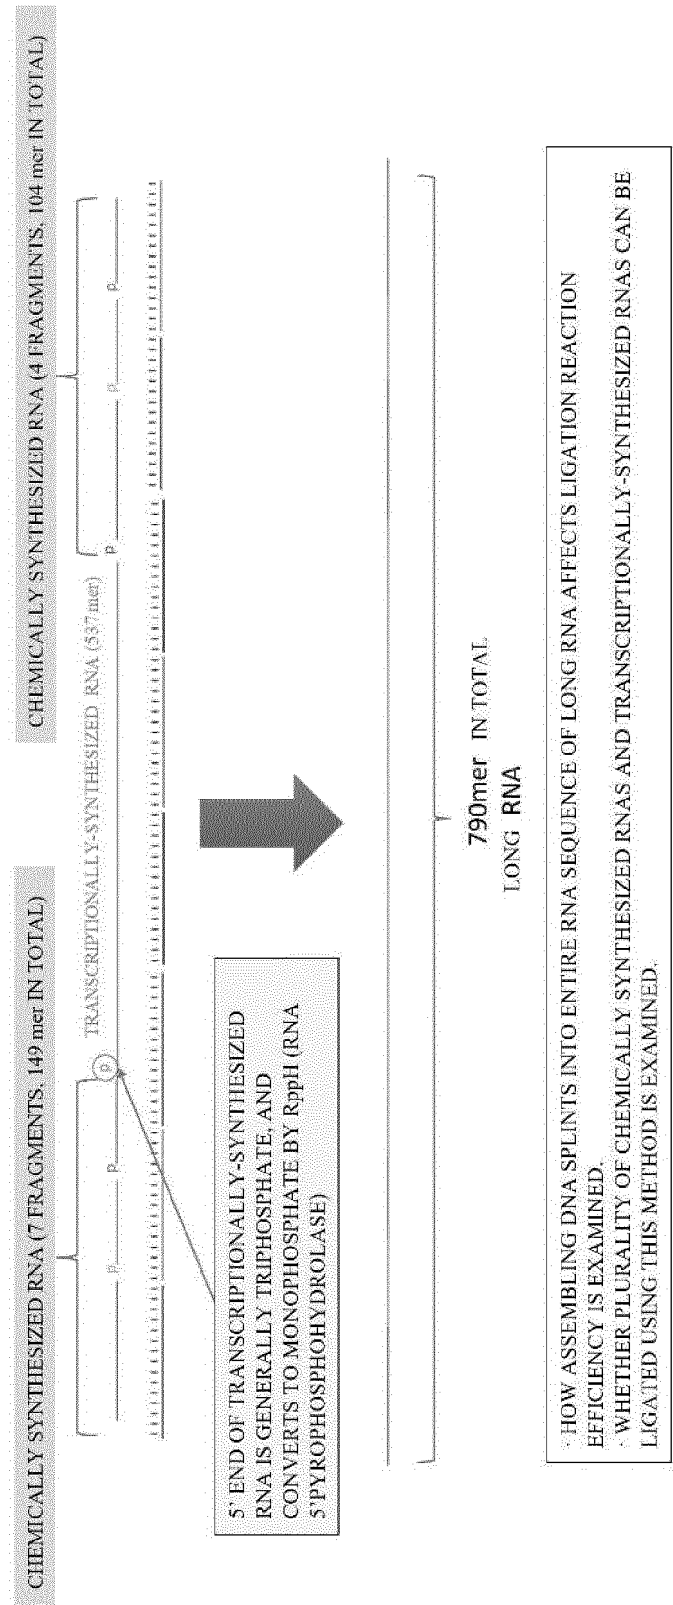 CHEMICALLY SYNTHESIZED RNA (7 FRAGMENTS, 149 mer IN TOTAL)
CHEMICALLY SYNTHESIZED RNA (4 FRAGMENTS, 104 mer IN TOTAL)
TRANSCRIPTIONALLY-SYNTHESIZED RNA (537 mer)
p
p
p
p
p
p
5' END OF TRANSCRIPTIONALLY-SYNTHESIZED
RNA IS GENERALLY TRIPHOSPHATE, AND
CONVERTS TO MONOPHOSPHATE BY RppH (RNA
5'PYROPHOSPHOHYDROLASE)
790mer IN TOTAL
LONG RNA
· HOW ASSEMBLING DNA SPLINTS INTO ENTIRE RNA SEQUENCE OF LONG RNA AFFECTS LIGATION REACTION
EFFICIENCY IS EXAMINED.
· WHETHER PLURALITY OF CHEMICALLY SYNTHESIZED RNAS AND TRANSCRIPTIONALLY-SYNTHESIZED RNAS CAN BE
LIGATED USING THIS METHOD IS EXAMINED.